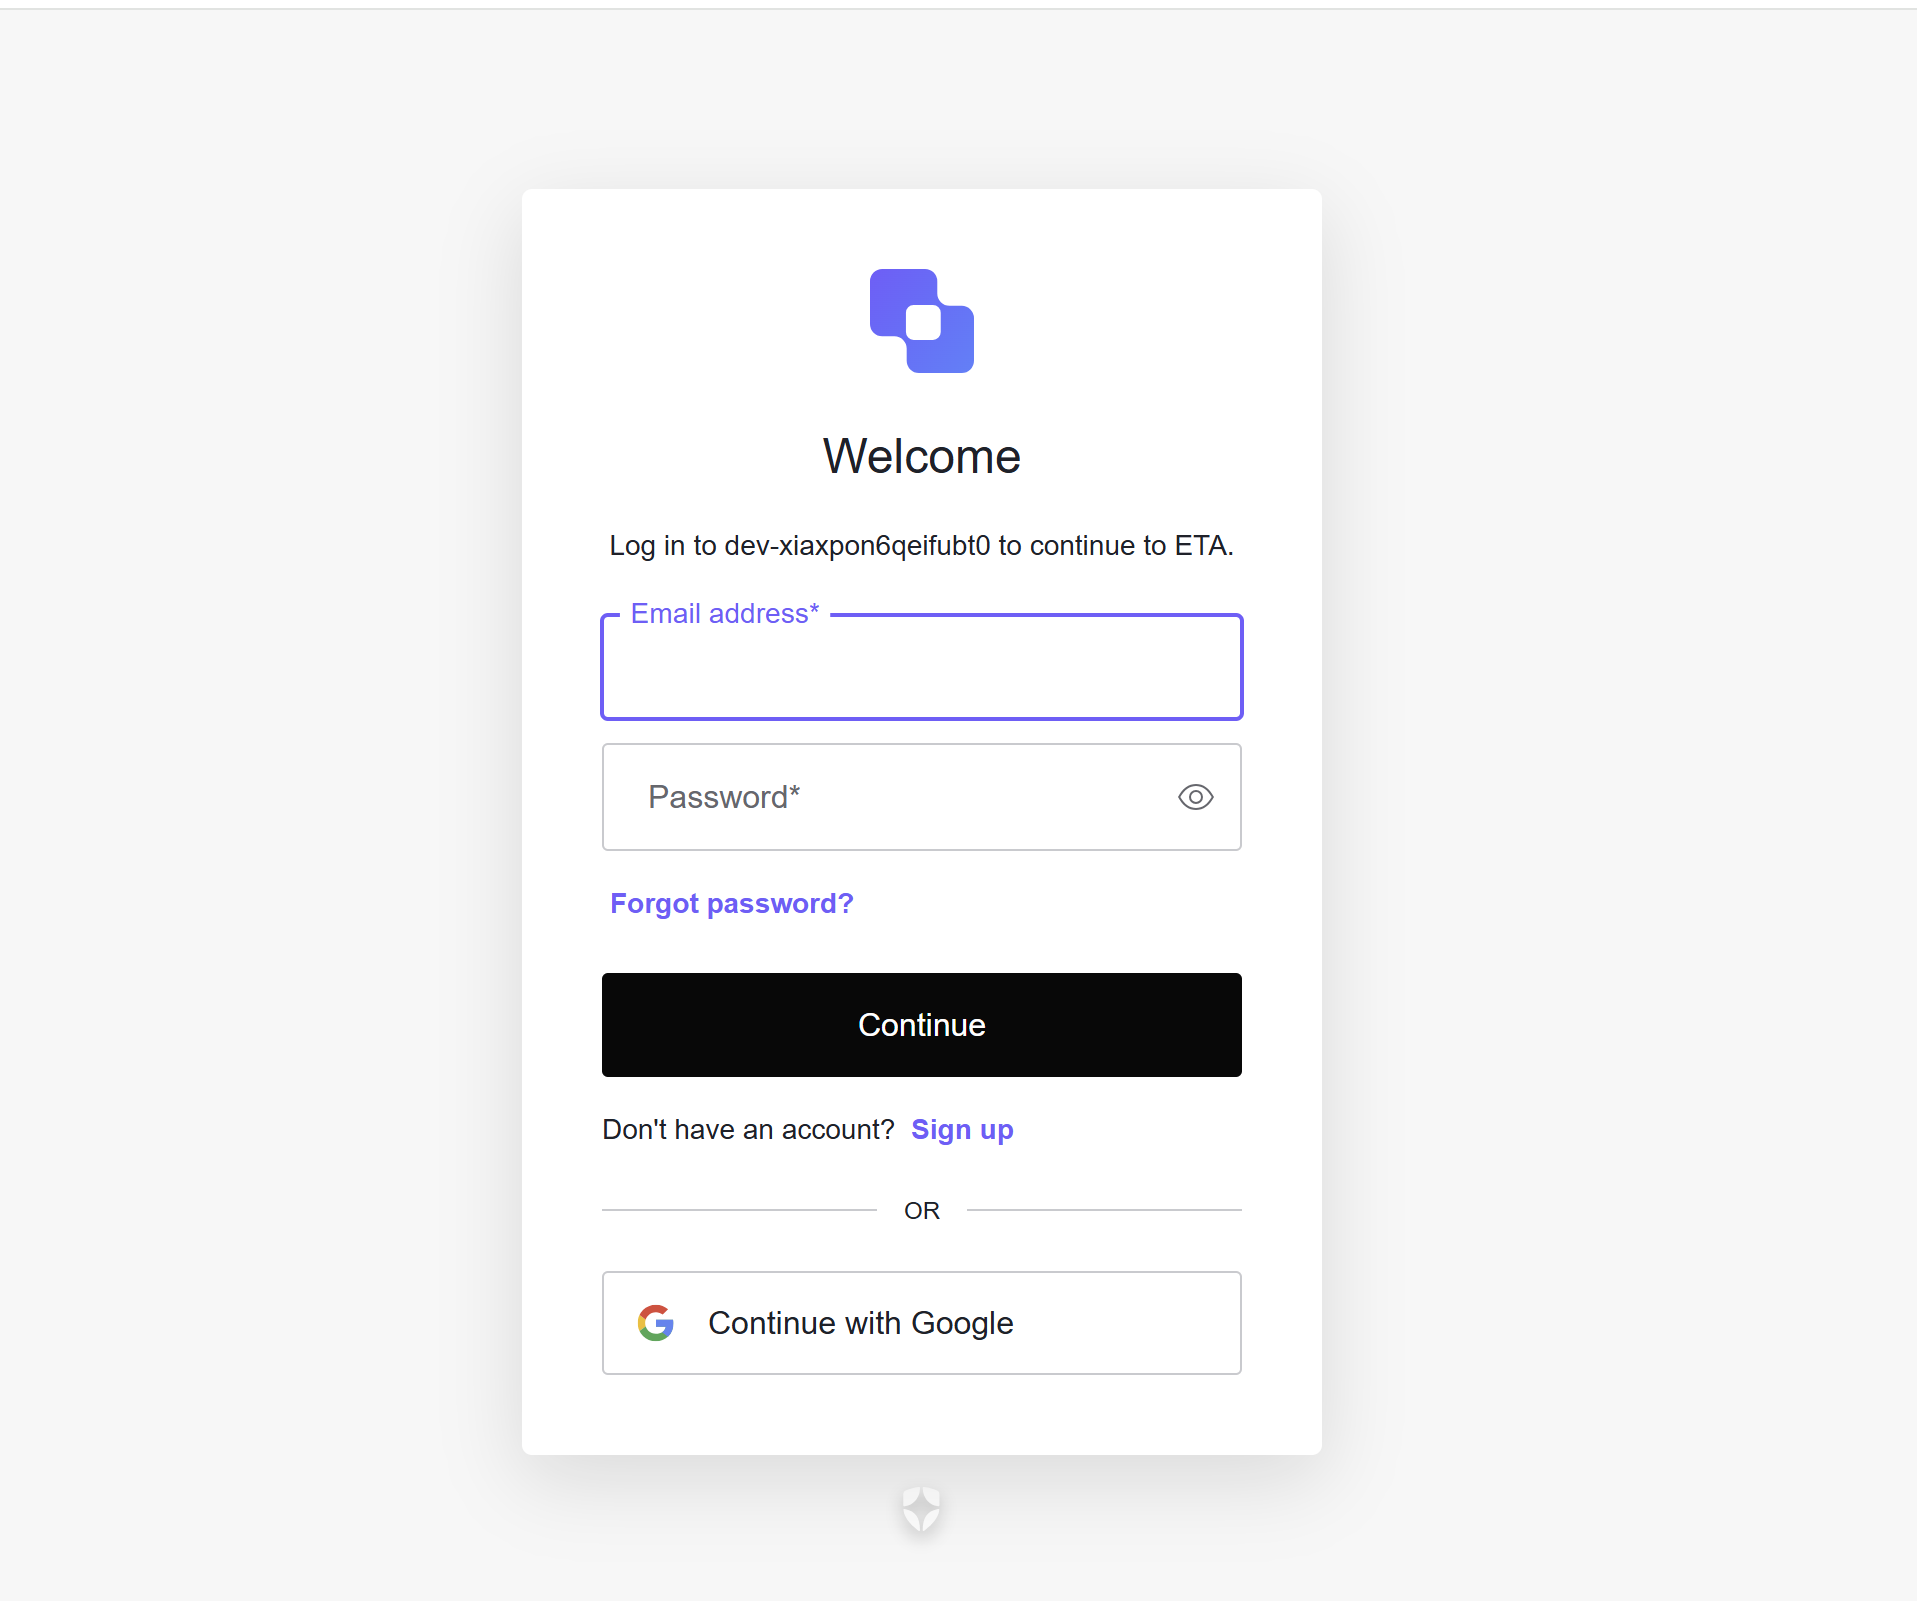 Welcome
Log in to dev-xiaxpon6qeifubt0 to continue to ETA.
Email address*
Password*
Forgot password?
Continue
Don't have an account? Sign up
OR
Continue with Google